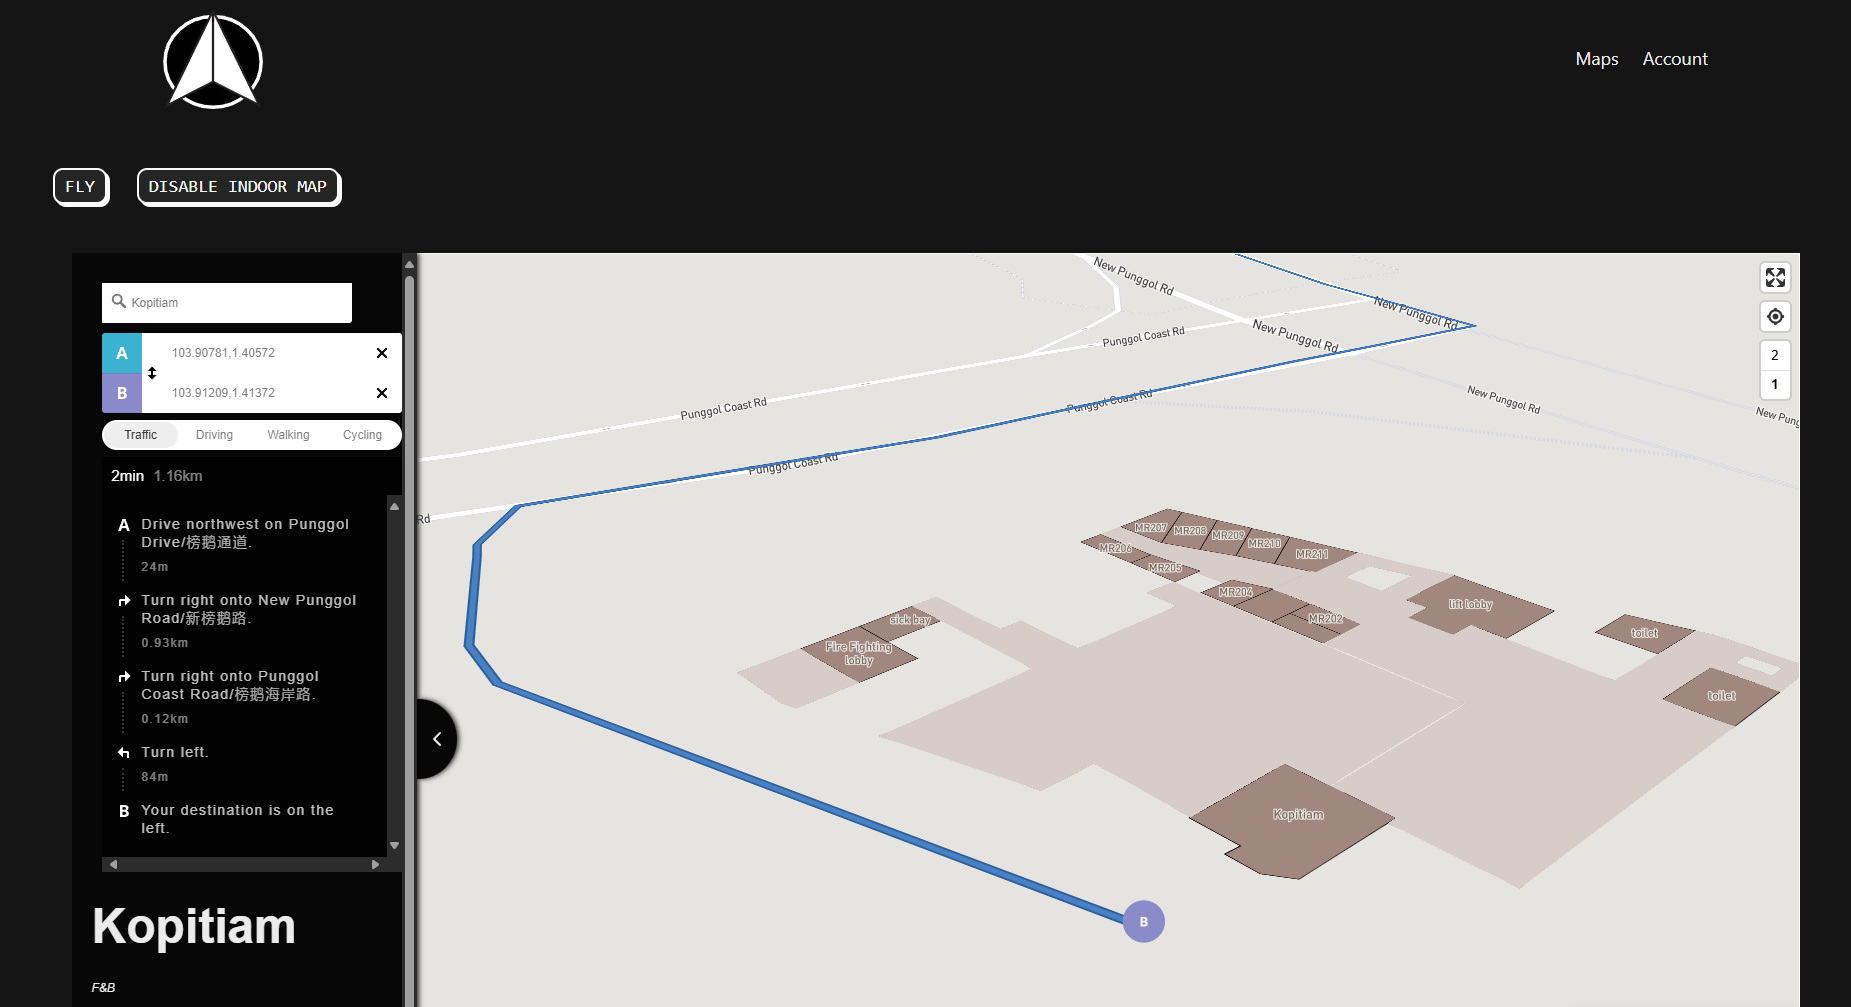 Maps Account
FLY DISABLE INDOOR MAP
Kopitiam
A 103.90781,1.40572
B 103.91209,1.41372
Traffic Driving Walking Cycling
2min 1.16km
A Drive northwest on Punggol
Drive/榜鹅通道.
24m
Turn right onto New Punggol
Road/新榜鹅路.
0.93km
Turn right onto Punggol
Coast Road/榜鹅海岸路.
0.12km
Turn left.
84m
B Your destination is on the
left.
Kopitiam
F&B
New Punggol Rd
New Punggol Rd
New Punggol Rd
Punggol Coast Rd
Punggol Coast Rd
Punggol Coast Rd
Punggol Coast Rd
New Punggol Rd
New Pung
Rd
2
1
MR207
MR208
MR209
MR210
MR211
MR206
MR205
MR204
MR202
lift lobby
sick bay
Fire Fighting
lobby
toilet
toilet
Kopitiam
B